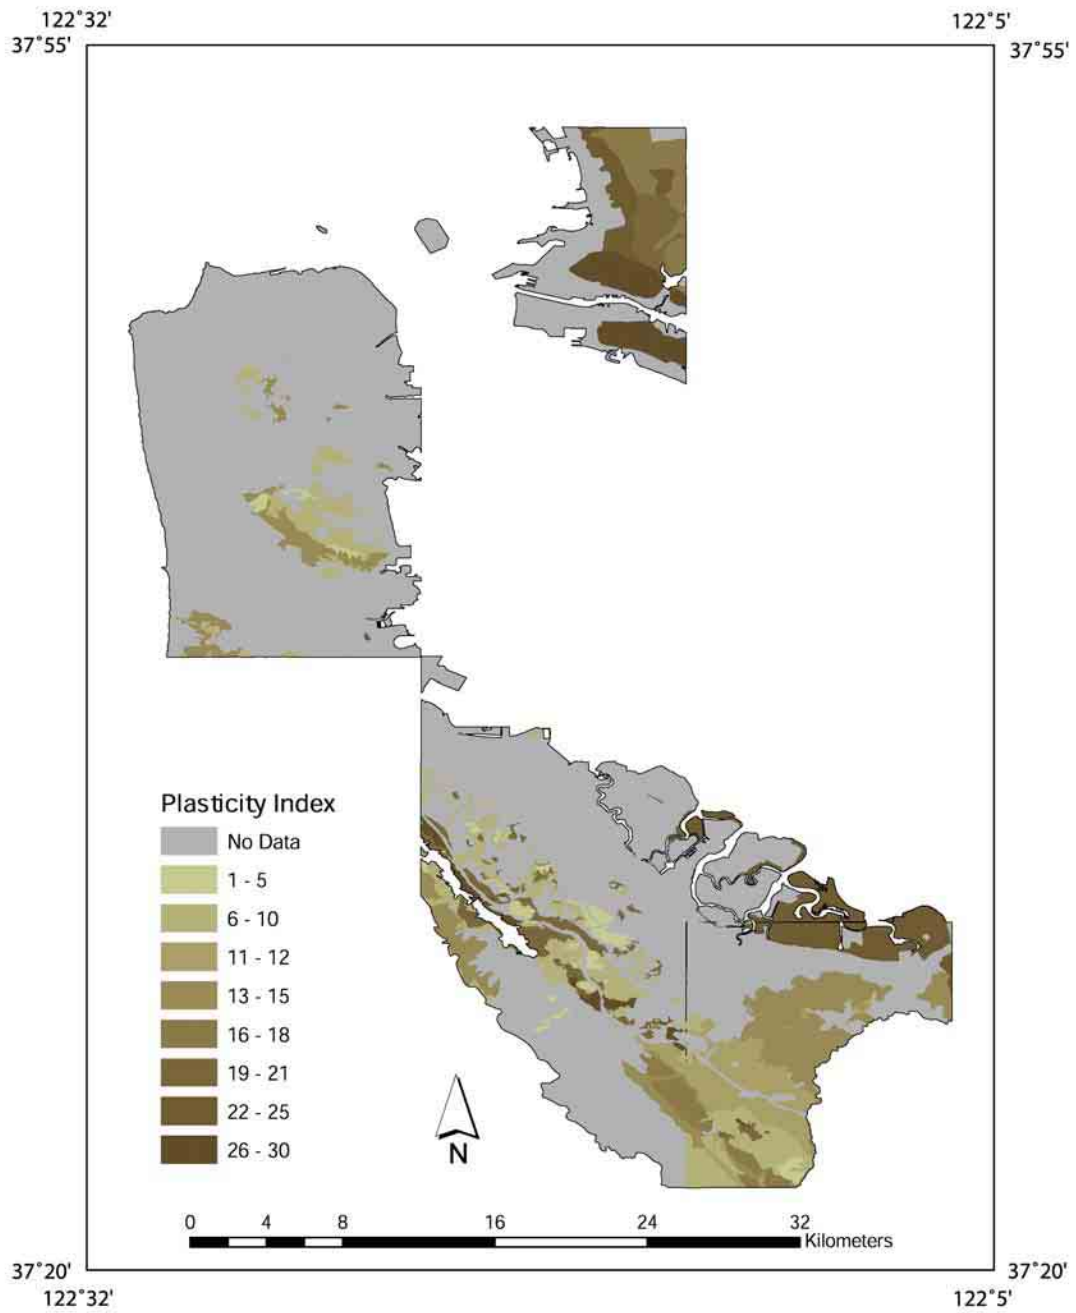 122°32' 122°5'
37°55' 37°55'
Plasticity Index
No Data
1 - 5
6 - 10
11 - 12
13 - 15
16 - 18
19 - 21
22 - 25
26 - 30
N
0 4 8 16 24 32
Kilometers
37°20' 37°20'
122°32' 122°5'